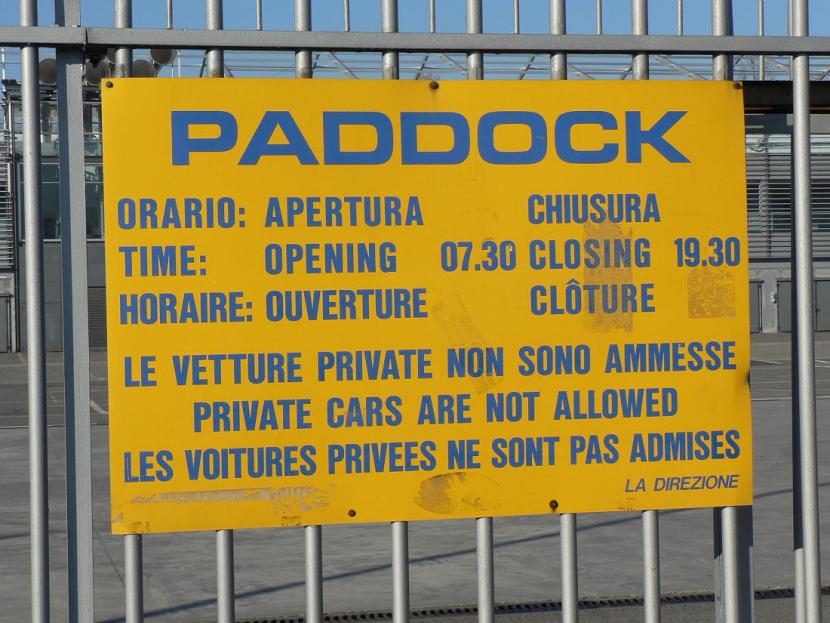 PADDOCK
ORARIO: APERTURA CHIUSURA
TIME: OPENING 07.30 CLOSING 19.30
HORAIRE: OUVERTURE CLÔTURE
LE VETTURE PRIVATE NON SONO AMMESSE
PRIVATE CARS ARE NOT ALLOWED
LES VOITURES PRIVEES NE SONT PAS ADMISES
LA DIREZIONE